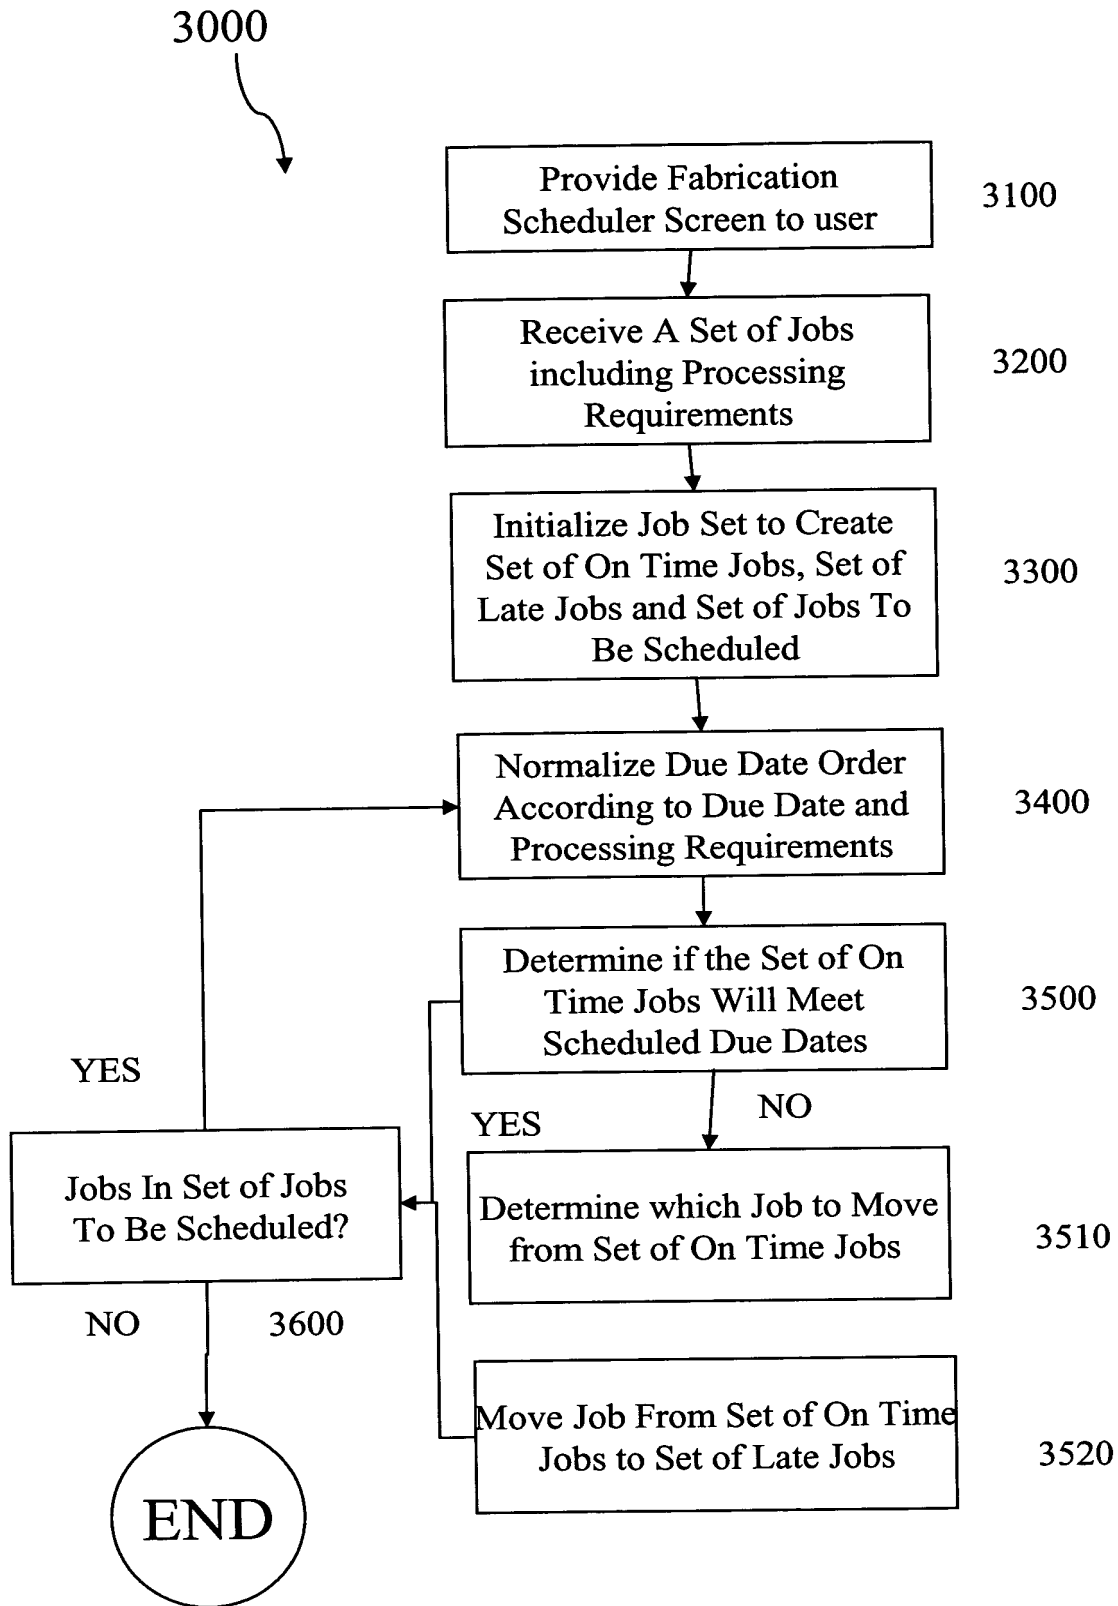 3000
Provide Fabrication
Scheduler Screen to user
3100
Receive A Set of Jobs
including Processing
Requirements
3200
Initialize Job Set to Create
Set of On Time Jobs, Set of
Late Jobs and Set of Jobs To
Be Scheduled
3300
Normalize Due Date Order
According to Due Date and
Processing Requirements
3400
Determine if the Set of On
Time Jobs Will Meet
Scheduled Due Dates
3500
YES
NO
YES
Jobs In Set of Jobs
To Be Scheduled?
Determine which Job to Move
from Set of On Time Jobs
3510
NO
3600
Move Job From Set of On Time
Jobs to Set of Late Jobs
3520
END